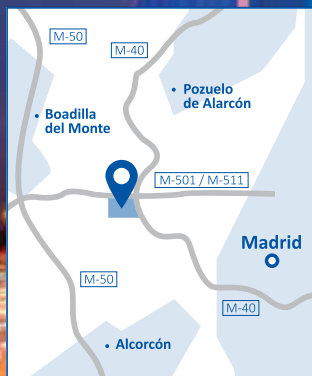 M-50
M-40
Pozuelo
de Alarcón
Boadilla
del Monte
M-501 / M-511
Madrid
M-50
M-40
Alcorcón